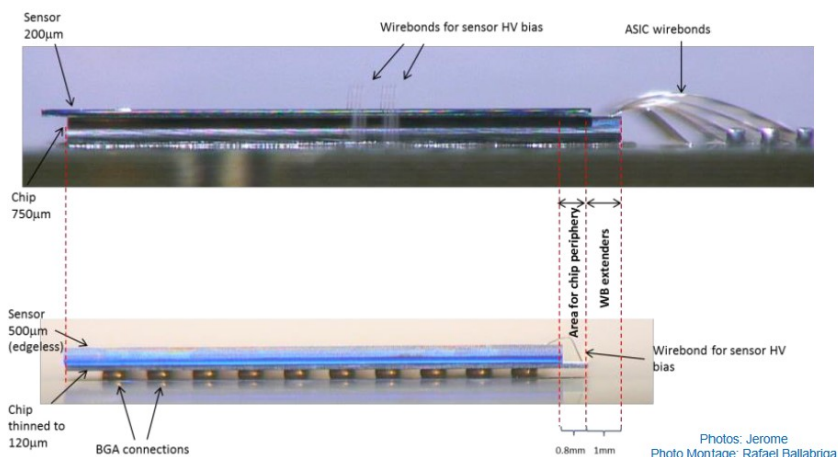 Sensor
200µm
Wirebonds for sensor HV bias
ASIC wirebonds
Chip
750µm
Area for chip periphery
WB extenders
Sensor
500µm
(edgeless)
Wirebond for sensor HV
bias
Chip
thinned to
120µm
BGA connections
0.8mm
1mm
Photos: Jerome
Photo Montage: Rafael Ballabriga